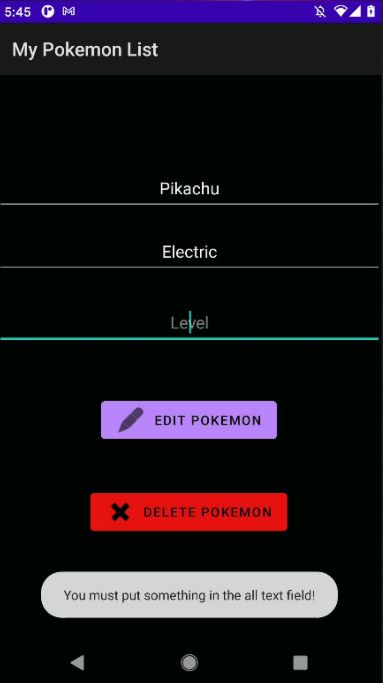 5:45
My Pokemon List
Pikachu
Electric
Level
EDIT POKEMON
DELETE POKEMON
You must put something in the all text field!